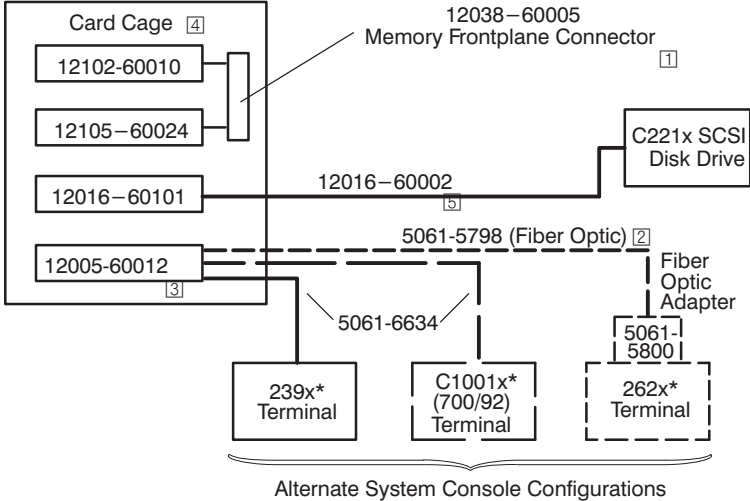 Card Cage 4
12038–60005
Memory Frontplane Connector
1
12102-60010
12105–60024
C221x SCSI
Disk Drive
12016–60101
12016–60002
5
5061-5798 (Fiber Optic) 2
12005-60012
3
Fiber
Optic
Adapter
5061-6634
5061-
5800
239x*
Terminal
C1001x*
(700/92)
Terminal
262x*
Terminal
Alternate System Console Configurations